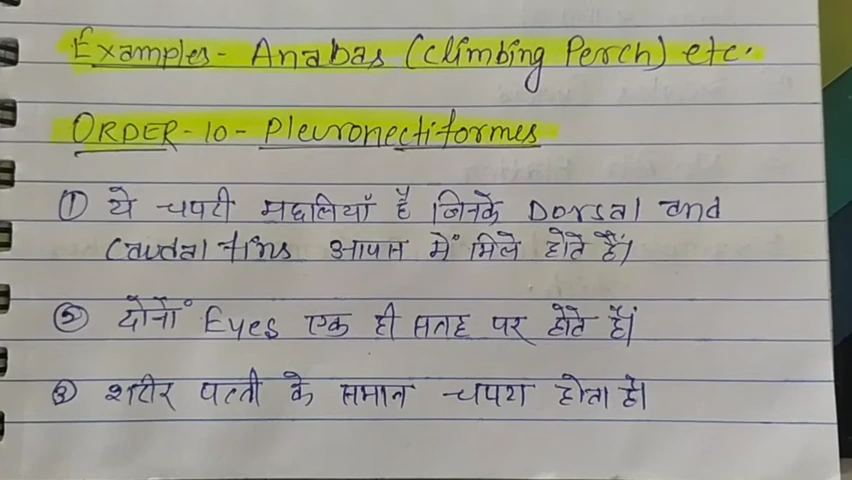 Examples- Anabas (Climbing Perch) etc.
ORDER-10- Pleuronectiformes
① ये चपटी मछलियाँ है जिनके Dorsal and
Caudal fins आपस में मिले होते हैं।
② दोनों Eyes एक ही सतह पर होते हैं।
③ शरीर पत्ती के समान चपटा होता है।